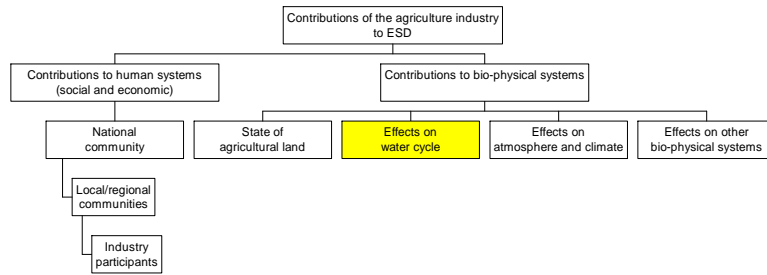 Contributions of the agriculture industry
to ESD
Contributions to human systems
(social and economic)
Contributions to bio-physical systems
National
community
State of
agricultural land
Effects on
water cycle
Effects on
atmosphere and climate
Effects on other
bio-physical systems
Local/regional
communities
Industry
participants